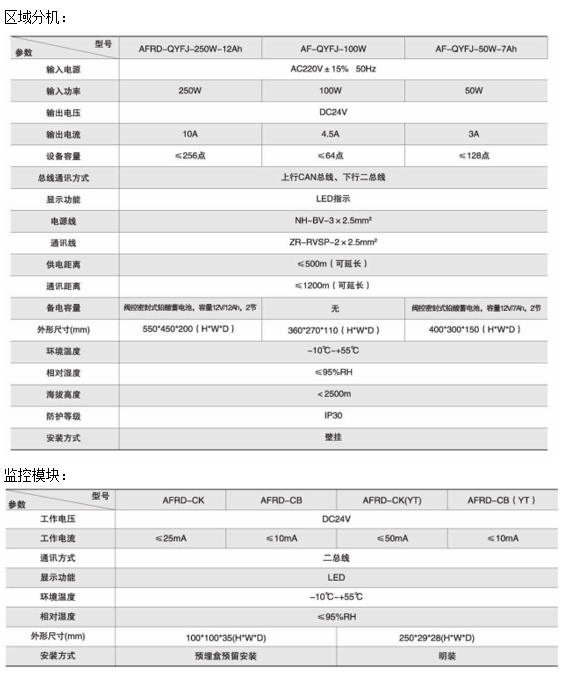 区域分机：
型号
参数
AFRD-QYFJ-250W-12Ah AF-QYFJ-100W AF-QYFJ-50W-7Ah
输入电源 AC220V±15% 50Hz
输入功率 250W 100W 50W
输出电压 DC24V
输出电流 10A 4.5A 3A
设备容量 ≤256点 ≤64点 ≤128点
总线通讯方式 上行CAN总线、下行二总线
显示功能 LED指示
电源线 NH-BV-3×2.5mm²
通讯线 ZR-RVSP-2×2.5mm²
供电距离 ≤500m（可延长）
通讯距离 ≤1200m（可延长）
备电容量 阀控密封式铅酸蓄电池，容量12V/12Ah，2节 无 阀控密封式铅酸蓄电池，容量12V/7Ah，2节
外形尺寸(mm) 550*450*200（H*W*D） 360*270*110（H*W*D） 400*300*150（H*W*D）
环境温度 -10℃~+55℃
相对湿度 ≤95%RH
海拔高度 <2500m
防护等级 IP30
安装方式 壁挂
监控模块：
型号
参数
AFRD-CK AFRD-CB AFRD-CK(YT) AFRD-CB（YT）
工作电压 DC24V
工作电流 ≤25mA ≤10mA ≤50mA ≤10mA
通讯方式 二总线
显示功能 LED
环境温度 -10℃~+55℃
相对湿度 ≤95%RH
外形尺寸(mm) 100*100*35(H*W*D) 250*29*28(H*W*D)
安装方式 预埋盒预留安装 明装